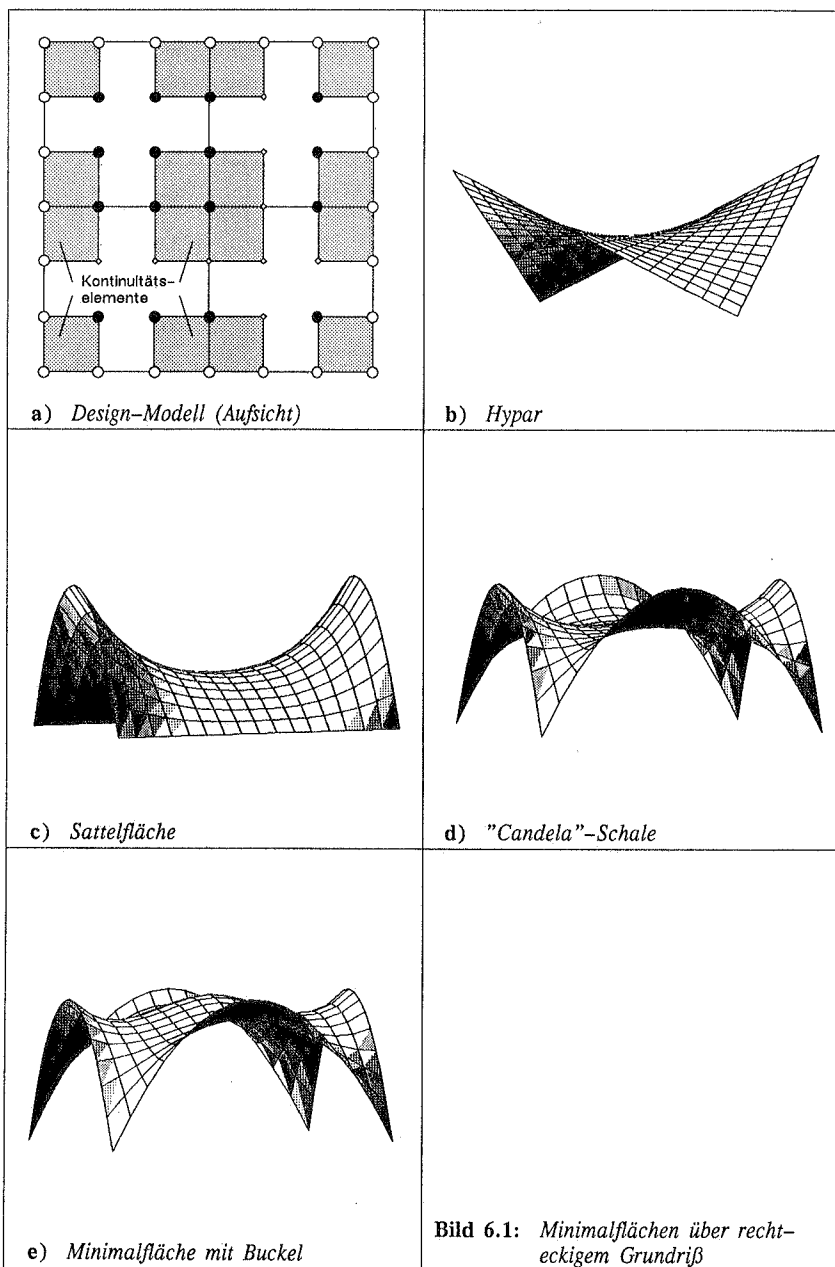 Kontinuitäts-
elemente
a) Design-Modell (Aufsicht)
b) Hypar
c) Sattelfläche
d) "Candela"-Schale
e) Minimalfläche mit Buckel
Bild 6.1: Minimalflächen über recht-
eckigem Grundriß